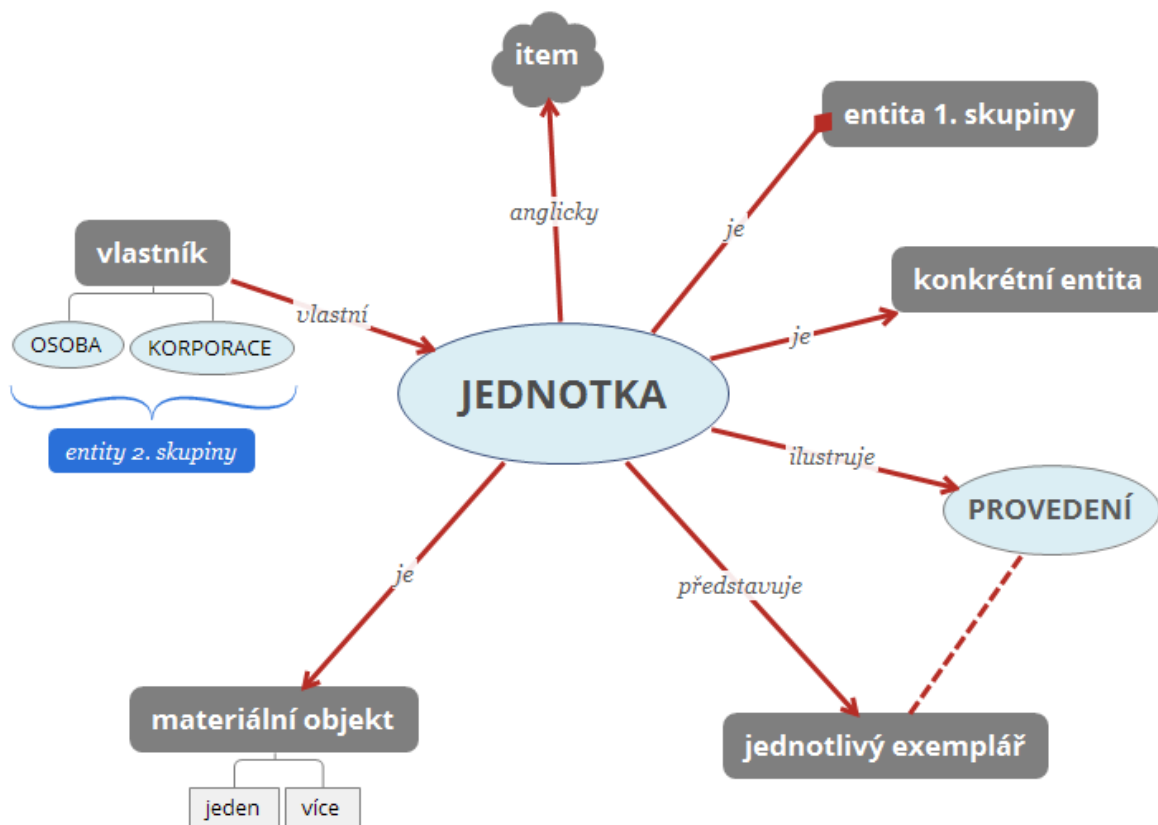 item
entita 1. skupiny
anglicky
je
vlastník
konkrétní entita
vlastní
je
OSOBA
KORPORACE
JEDNOTKA
entity 2. skupiny
ilustruje
PROVEDENÍ
je
představuje
materiální objekt
jednotlivý exemplář
jeden
více